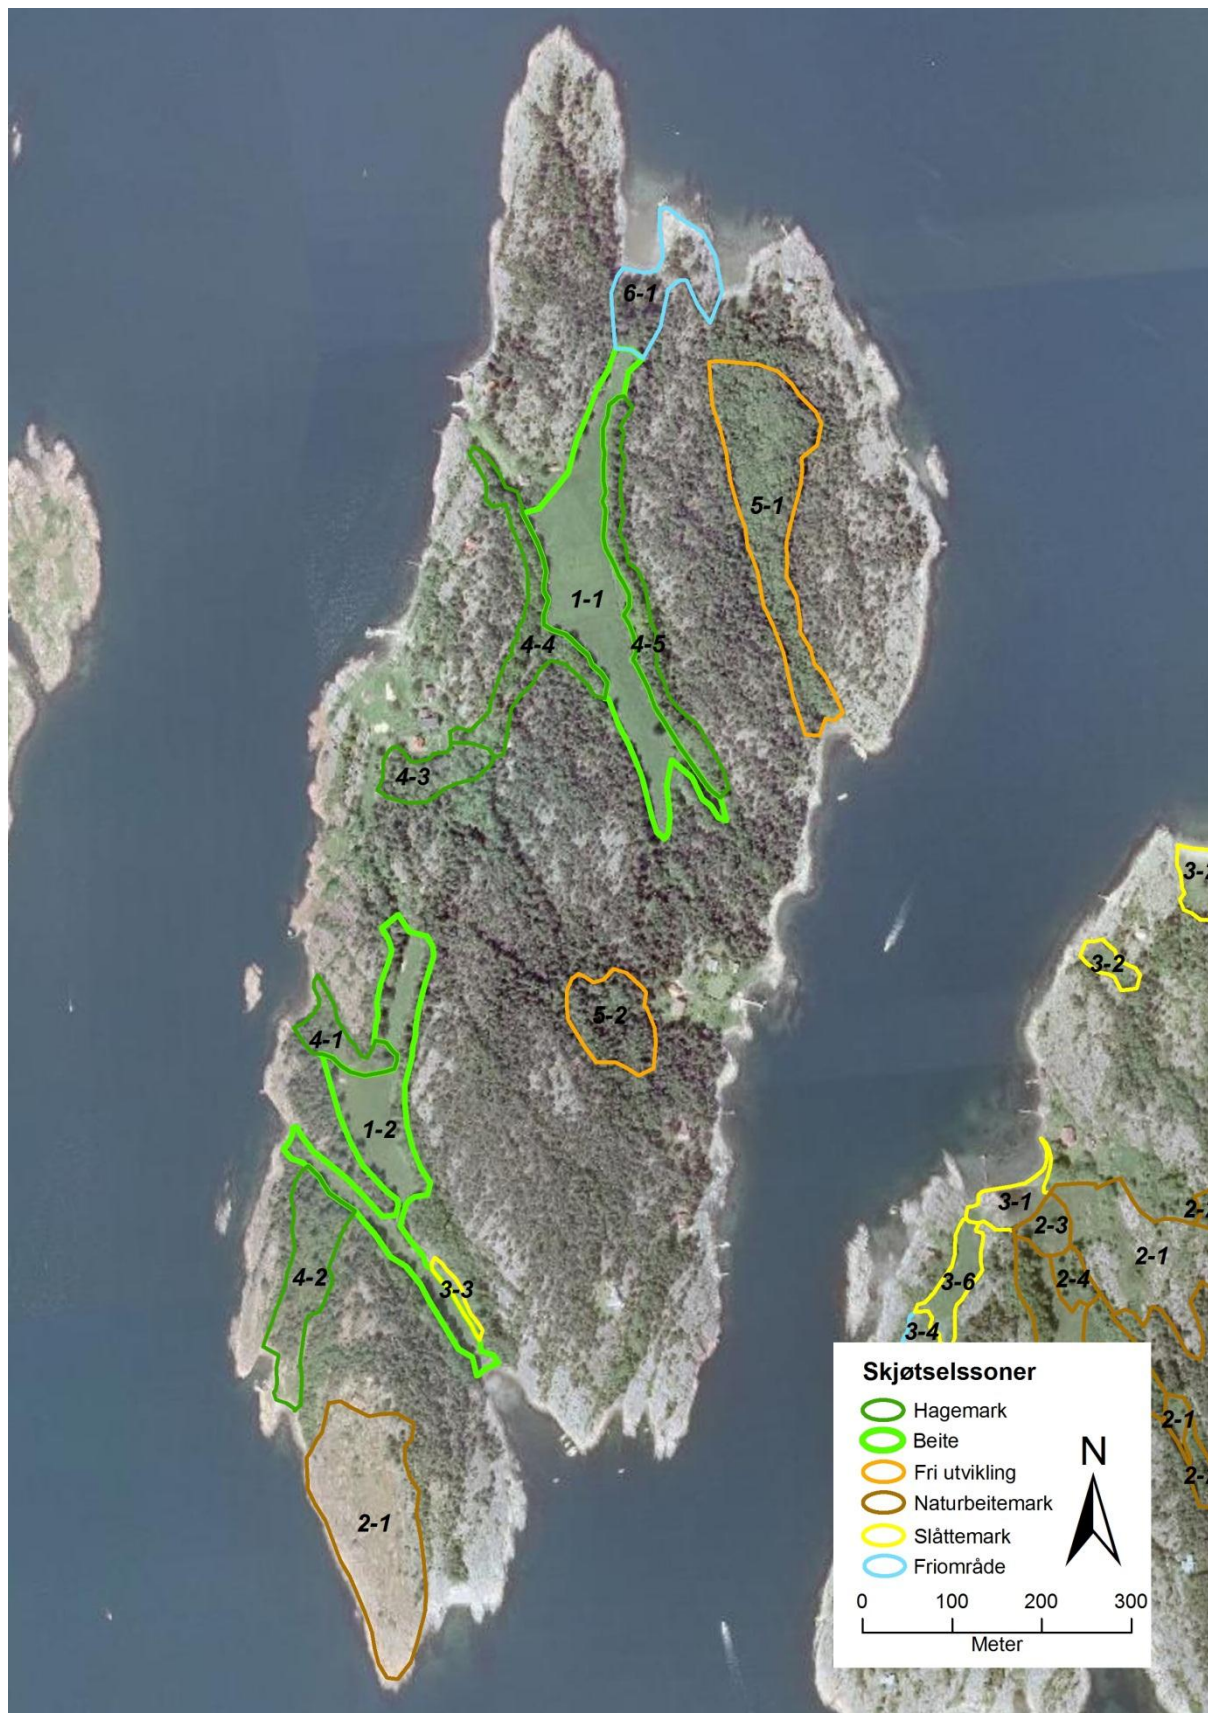 6-1
5-1
1-1
4-4
4-5
4-3
3-2
5-2
4-1
1-2
3-1
2-3
2-1
4-2
3-3
3-6
2-4
3-4
Skjøtselssoner
Hagemark
Beite
Fri utvikling
Naturbeitemark
Slåttemark
Friområde
N
0 100 200 300
Meter
2-1
2-1